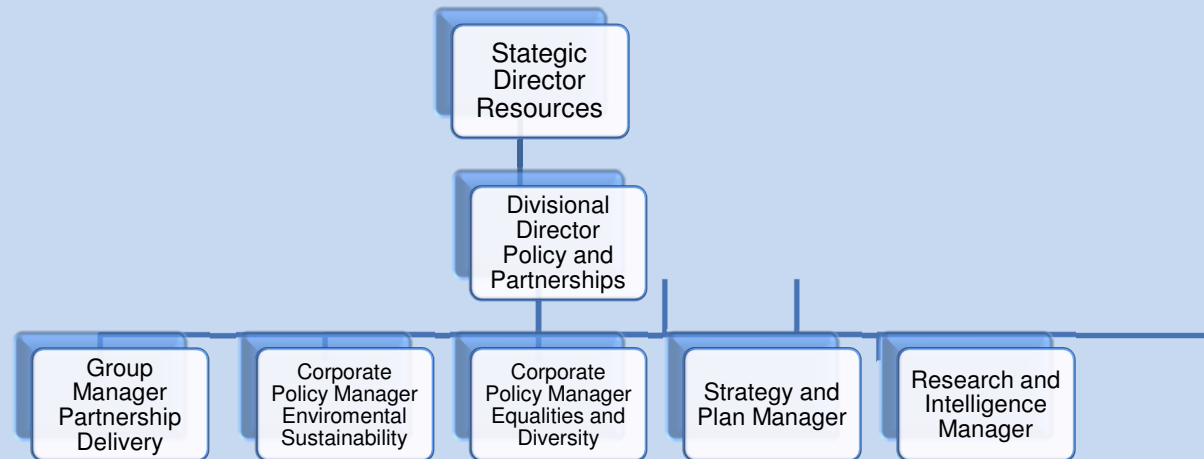 Stategic
Director
Resources
Divisional
Director
Policy and
Partnerships
Group
Manager
Partnership
Delivery
Corporate
Policy Manager
Enviromental
Sustainability
Corporate
Policy Manager
Equalities and
Diversity
Strategy and
Plan Manager
Research and
Intelligence
Manager